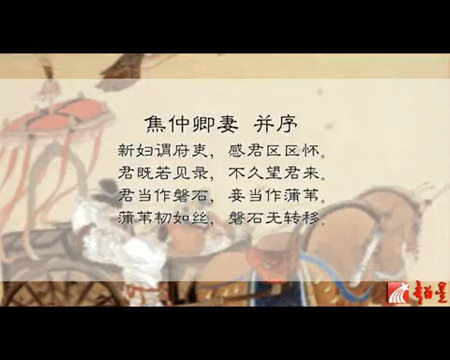 焦仲卿妻 并序
新妇谓府吏，感君区区怀。
君既若见录，不久望君来。
君当作磐石，妾当作蒲苇。
蒲苇韧如丝，磐石无转移。